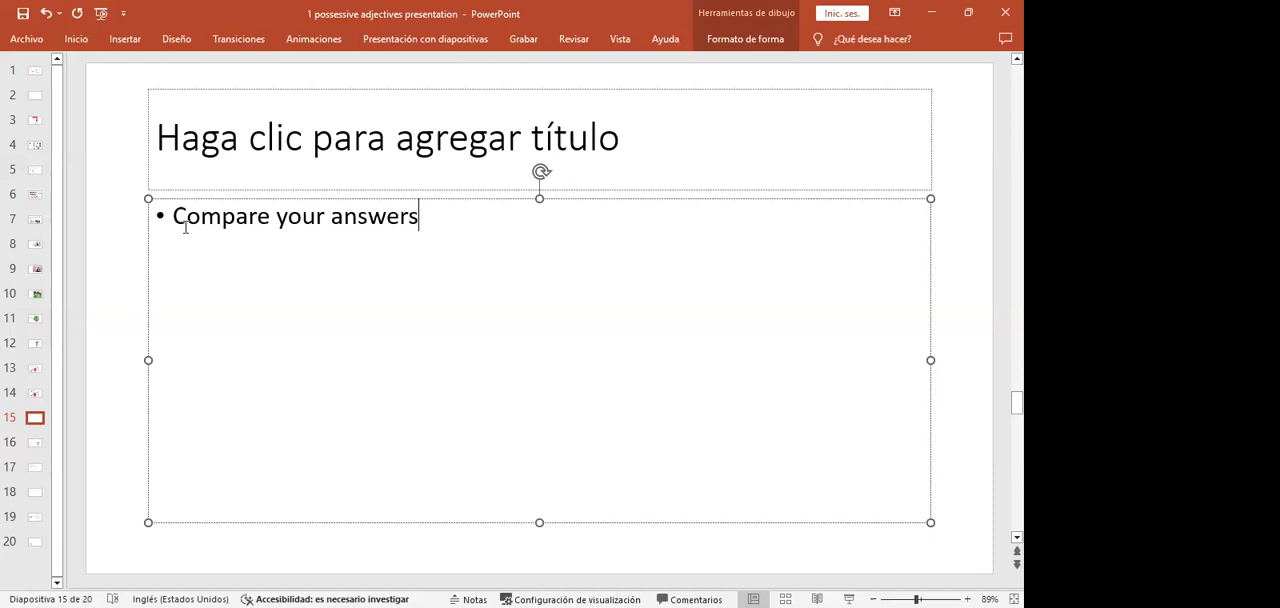 1 possessive adjectives presentation - PowerPoint
Herramientas de dibujo
Inic. ses.
Archivo Inicio Insertar Diseño Transiciones Animaciones Presentación con diapositivas Grabar Revisar Vista Ayuda Formato de forma ¿Qué desea hacer?
1
2
3
4
5
6
7
8
9
10
11
12
13
14
15
16
17
18
19
20
Haga clic para agregar título
• Compare your answers
Diapositiva 15 de 20 Inglés (Estados Unidos) Accesibilidad: es necesario investigar Notas Configuración de visualización Comentarios 89%